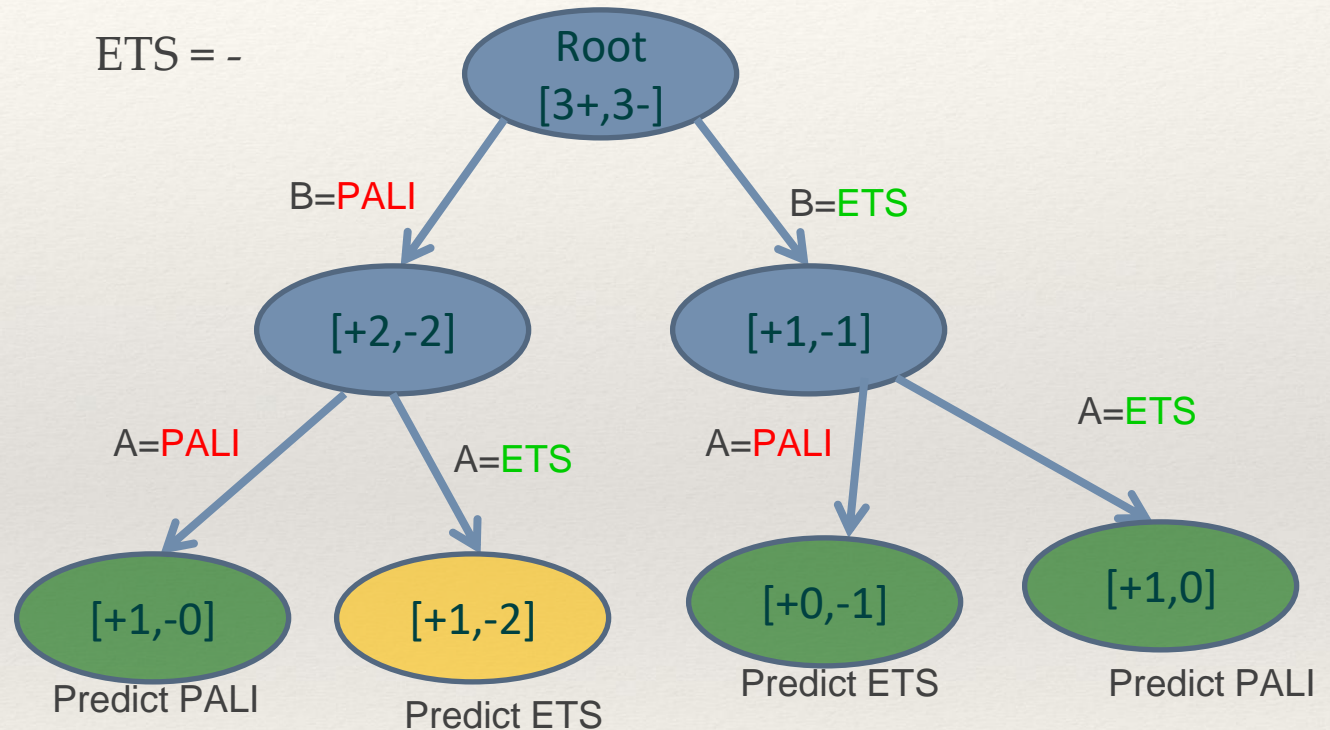 ETS = -
Root
[3+,3-]
B=PALI
B=ETS
[+2,-2]
[+1,-1]
A=PALI
A=ETS
A=PALI
A=ETS
[+1,-0]
[+1,-2]
[+0,-1]
[+1,0]
Predict PALI
Predict ETS
Predict ETS
Predict PALI